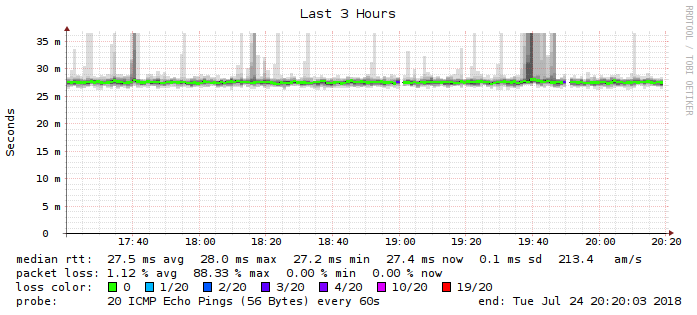 Last 3 Hours
RRDTOOL / TOBI OETIKER
Seconds
35 m
30 m
25 m
20 m
15 m
10 m
5 m
0
17:40 18:00 18:20 18:40 19:00 19:20 19:40 20:00 20:20
median rtt: 27.5 ms avg 28.0 ms max 27.2 ms min 27.4 ms now 0.1 ms sd 213.4 am/s
packet loss: 1.12 % avg 88.33 % max 0.00 % min 0.00 % now
loss color: 0 1/20 2/20 3/20 4/20 10/20 19/20
probe: 20 ICMP Echo Pings (56 Bytes) every 60s end: Tue Jul 24 20:20:03 2018